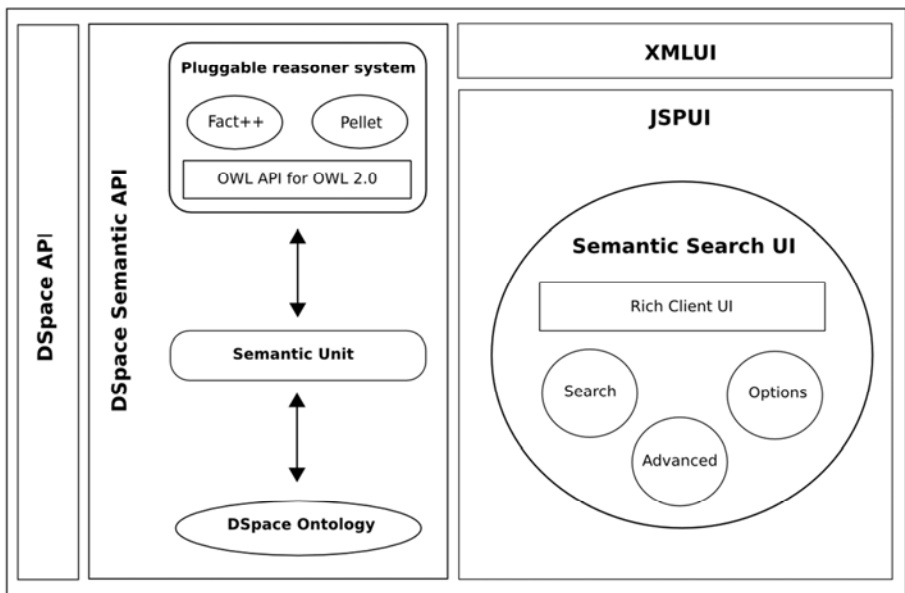 DSpace API
DSpace Semantic API
Pluggable reasoner system
Fact++
Pellet
OWL API for OWL 2.0
Semantic Unit
DSpace Ontology
XMLUI
JSPUI
Semantic Search UI
Rich Client UI
Search
Options
Advanced